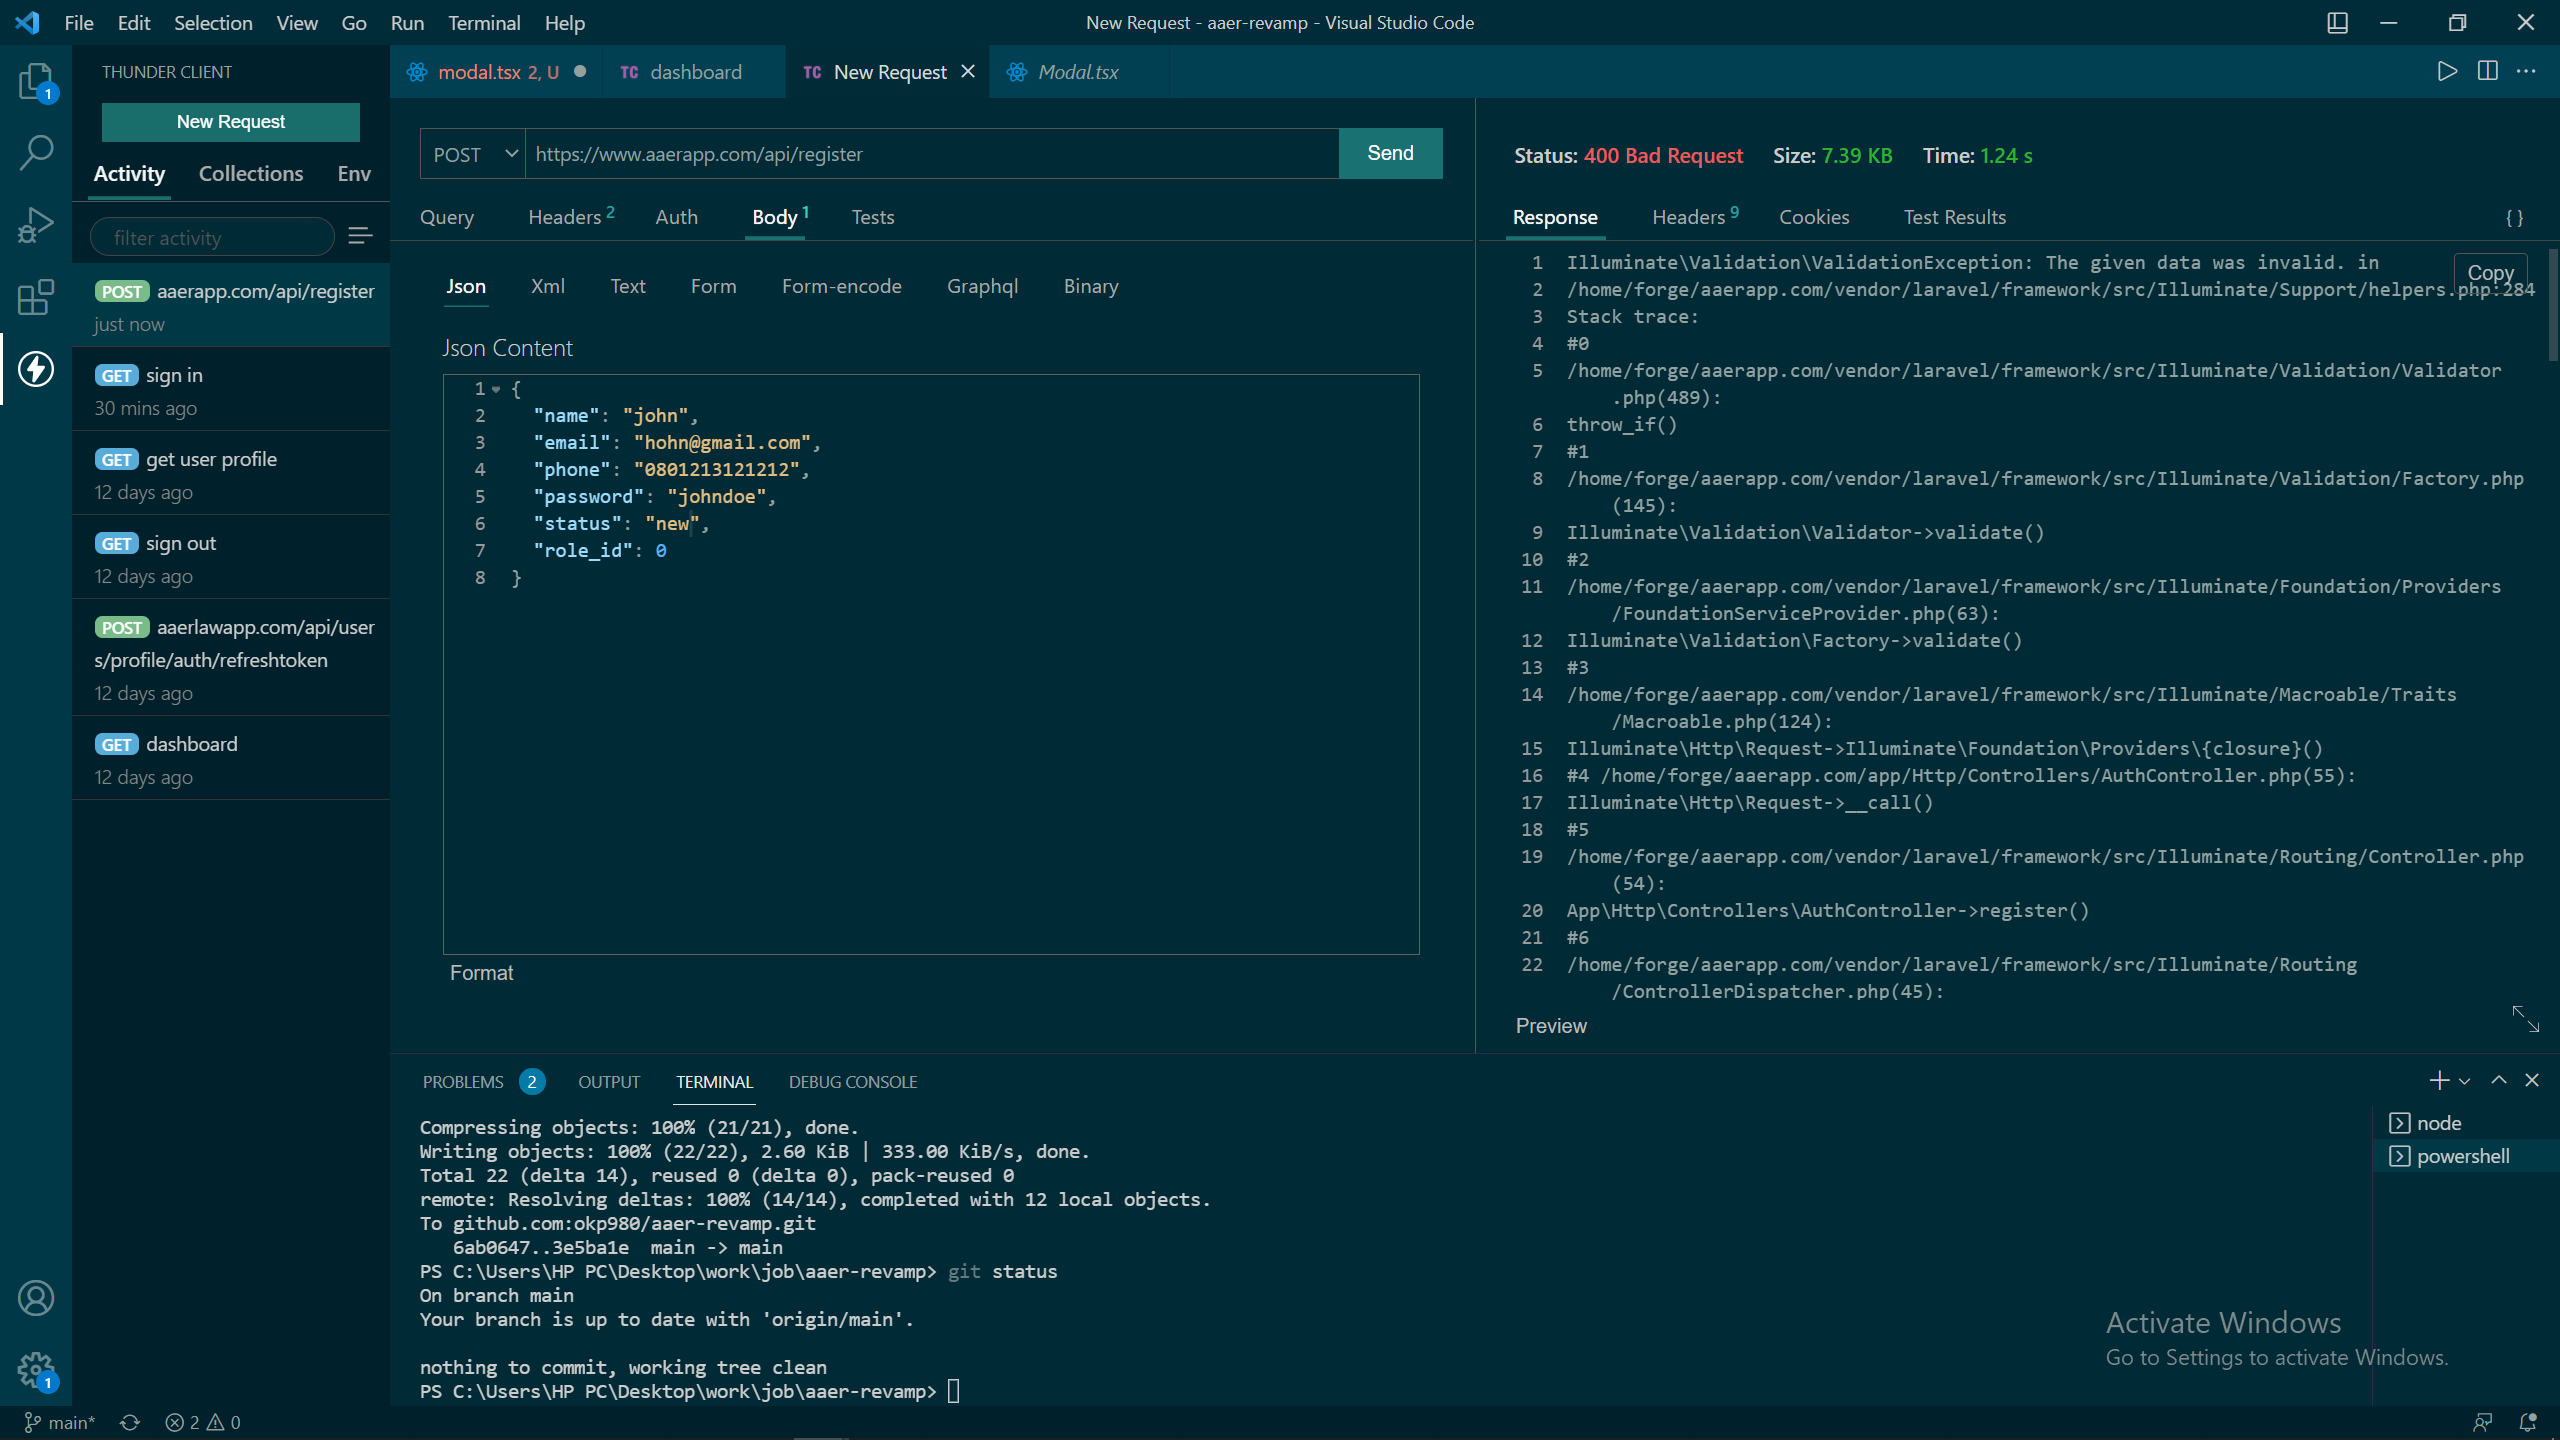 File Edit Selection View Go Run Terminal Help
New Request - aaer-revamp - Visual Studio Code
THUNDER CLIENT
New Request
Activity Collections Env
filter activity
POST aaerapp.com/api/register
just now
GET sign in
30 mins ago
GET get user profile
12 days ago
GET sign out
12 days ago
POST aaerlawapp.com/api/user
s/profile/auth/refreshtoken
12 days ago
GET dashboard
12 days ago
modal.tsx 2, U
TC dashboard
TC New Request
Modal.tsx
POST https://www.aaerapp.com/api/register Send
Query Headers 2 Auth Body 1 Tests
Json Xml Text Form Form-encode Graphql Binary
Json Content
1 {
2 "name": "john",
3 "email": "hohn@gmail.com",
4 "phone": "0801213121212",
5 "password": "johndoe",
6 "status": "new",
7 "role_id": 0
8 }
Format
Status: 400 Bad Request Size: 7.39 KB Time: 1.24 s
Response Headers 9 Cookies Test Results { }
Copy
1 Illuminate\Validation\ValidationException: The given data was invalid. in
2 /home/forge/aaerapp.com/vendor/laravel/framework/src/Illuminate/Support/helpers.php:284
3 Stack trace:
4 #0
5 /home/forge/aaerapp.com/vendor/laravel/framework/src/Illuminate/Validation/Validator
.php(489):
6 throw_if()
7 #1
8 /home/forge/aaerapp.com/vendor/laravel/framework/src/Illuminate/Validation/Factory.php
(145):
9 Illuminate\Validation\Validator->validate()
10 #2
11 /home/forge/aaerapp.com/vendor/laravel/framework/src/Illuminate/Foundation/Providers
/FoundationServiceProvider.php(63):
12 Illuminate\Validation\Factory->validate()
13 #3
14 /home/forge/aaerapp.com/vendor/laravel/framework/src/Illuminate/Macroable/Traits
/Macroable.php(124):
15 Illuminate\Http\Request->Illuminate\Foundation\Providers\{closure}()
16 #4 /home/forge/aaerapp.com/app/Http/Controllers/AuthController.php(55):
17 Illuminate\Http\Request->__call()
18 #5
19 /home/forge/aaerapp.com/vendor/laravel/framework/src/Illuminate/Routing/Controller.php
(54):
20 App\Http\Controllers\AuthController->register()
21 #6
22 /home/forge/aaerapp.com/vendor/laravel/framework/src/Illuminate/Routing
/ControllerDispatcher.php(45):
Preview
PROBLEMS 2 OUTPUT TERMINAL DEBUG CONSOLE
Compressing objects: 100% (21/21), done.
Writing objects: 100% (22/22), 2.60 KiB | 333.00 KiB/s, done.
Total 22 (delta 14), reused 0 (delta 0), pack-reused 0
remote: Resolving deltas: 100% (14/14), completed with 12 local objects.
To github.com:okp980/aaer-revamp.git
6ab0647..3e5ba1e main -> main
PS C:\Users\HP PC\Desktop\work\job\aaer-revamp> git status
On branch main
Your branch is up to date with 'origin/main'.
nothing to commit, working tree clean
PS C:\Users\HP PC\Desktop\work\job\aaer-revamp>
node
powershell
Activate Windows
Go to Settings to activate Windows.
1
1
main* 2 0